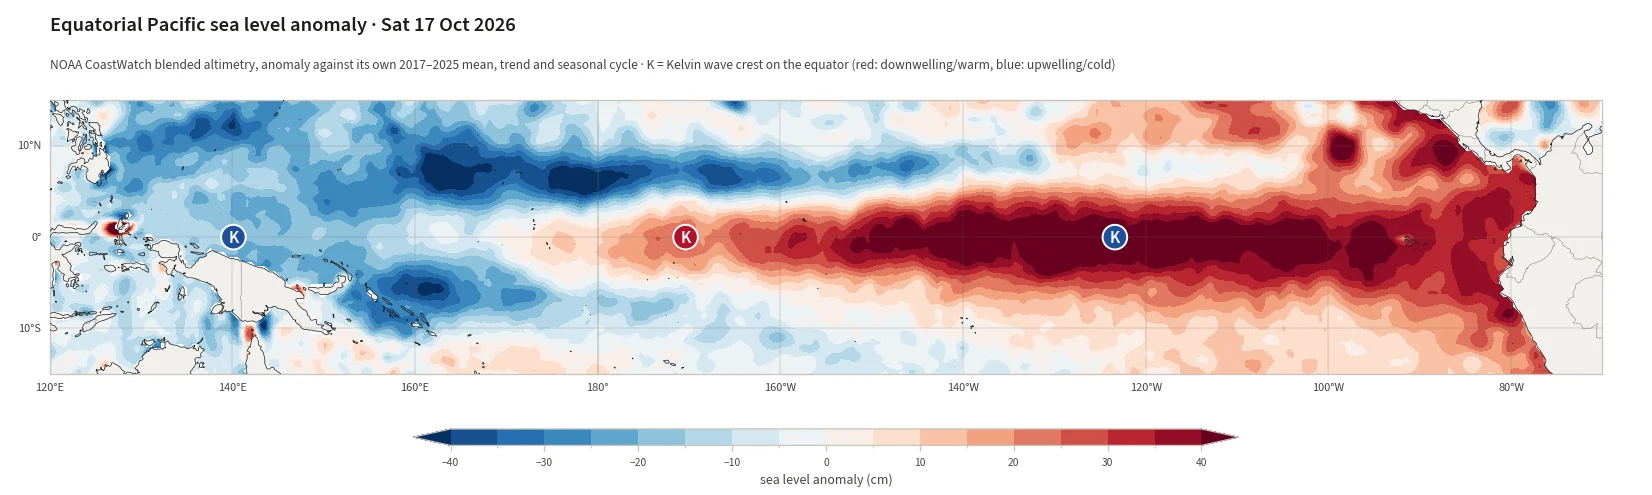 Equatorial Pacific sea level anomaly · Sat 17 Oct 2026
NOAA CoastWatch blended altimetry, anomaly against its own 2017–2025 mean, trend and seasonal cycle · K = Kelvin wave crest on the equator (red: downwelling/warm, blue: upwelling/cold)
10°N
0°
K K K
10°S
120°E 140°E 160°E 180° 160°W 140°W 120°W 100°W 80°W
−40 −30 −20 −10 0 10 20 30 40
sea level anomaly (cm)